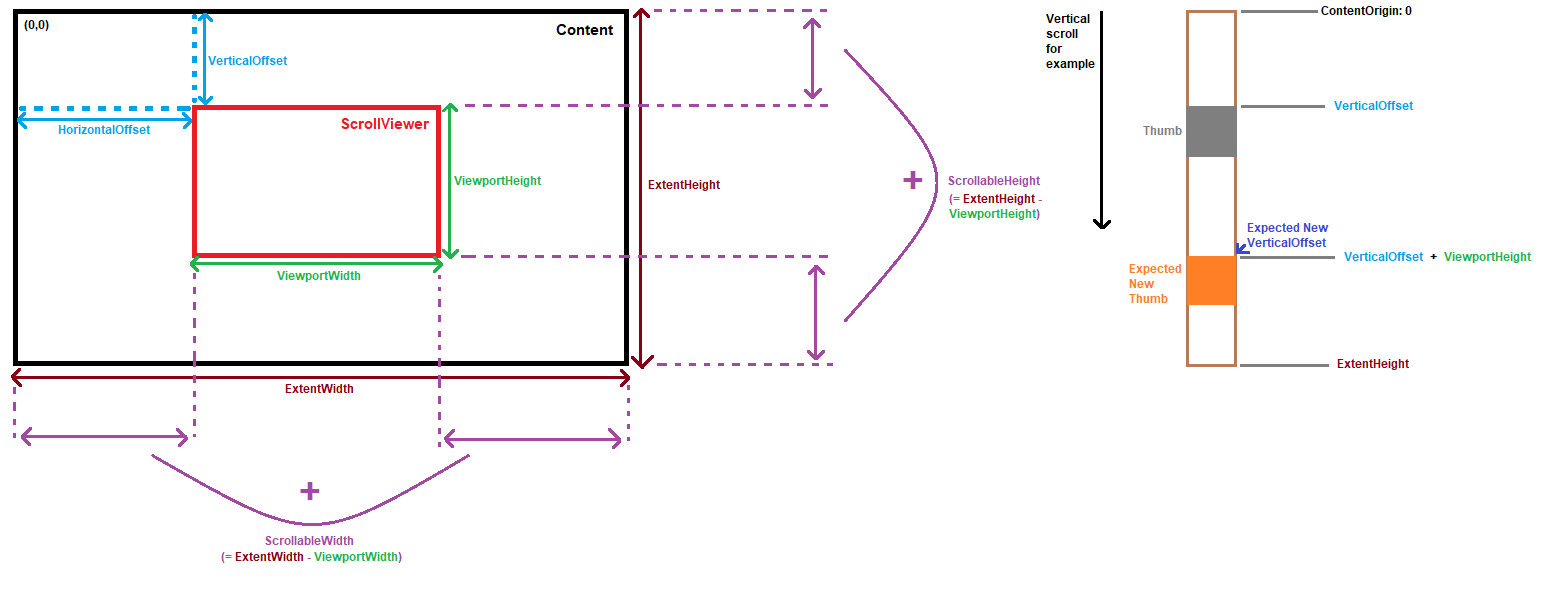 (0,0)
Content
VerticalOffset
HorizontalOffset
ScrollViewer
ViewportHeight
ViewportWidth
ExtentHeight
ExtentWidth
+
ScrollableHeight
(= ExtentHeight -
ViewportHeight)
+
ScrollableWidth
(= ExtentWidth - ViewportWidth)
Vertical
scroll
for
example
ContentOrigin: 0
VerticalOffset
Thumb
Expected New
VerticalOffset
VerticalOffset + ViewportHeight
Expected
New
Thumb
ExtentHeight